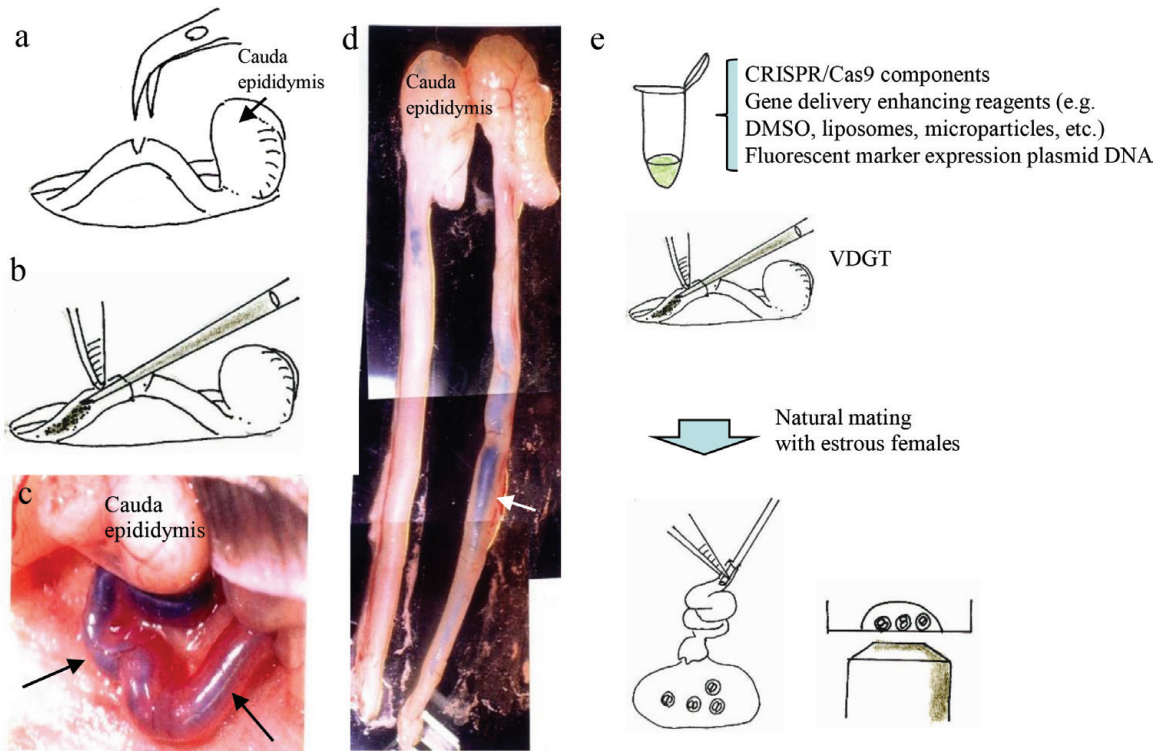 a
Cauda
epididymis
b
c
Cauda
epididymis
d
Cauda
epididymis
e
CRISPR/Cas9 components
Gene delivery enhancing reagents (e.g.
DMSO, liposomes, microparticles, etc.)
Fluorescent marker expression plasmid DNA
VDGT
Natural mating
with estrous females